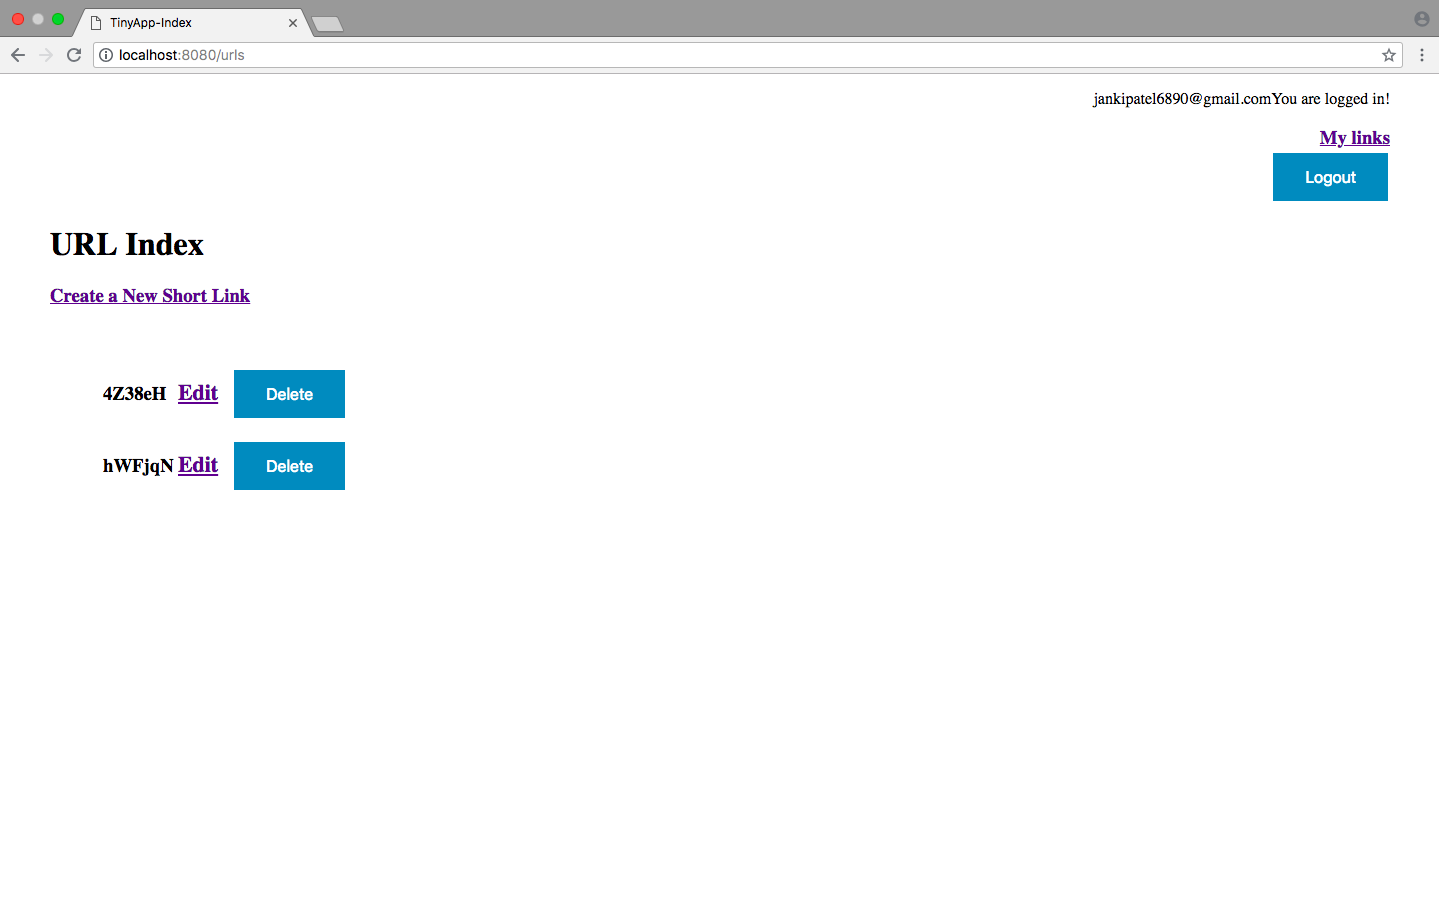 TinyApp-Index
localhost:8080/urls
jankipatel6890@gmail.comYou are logged in!
My links
Logout
URL Index
Create a New Short Link
4Z38eH Edit Delete
hWFjqN Edit Delete